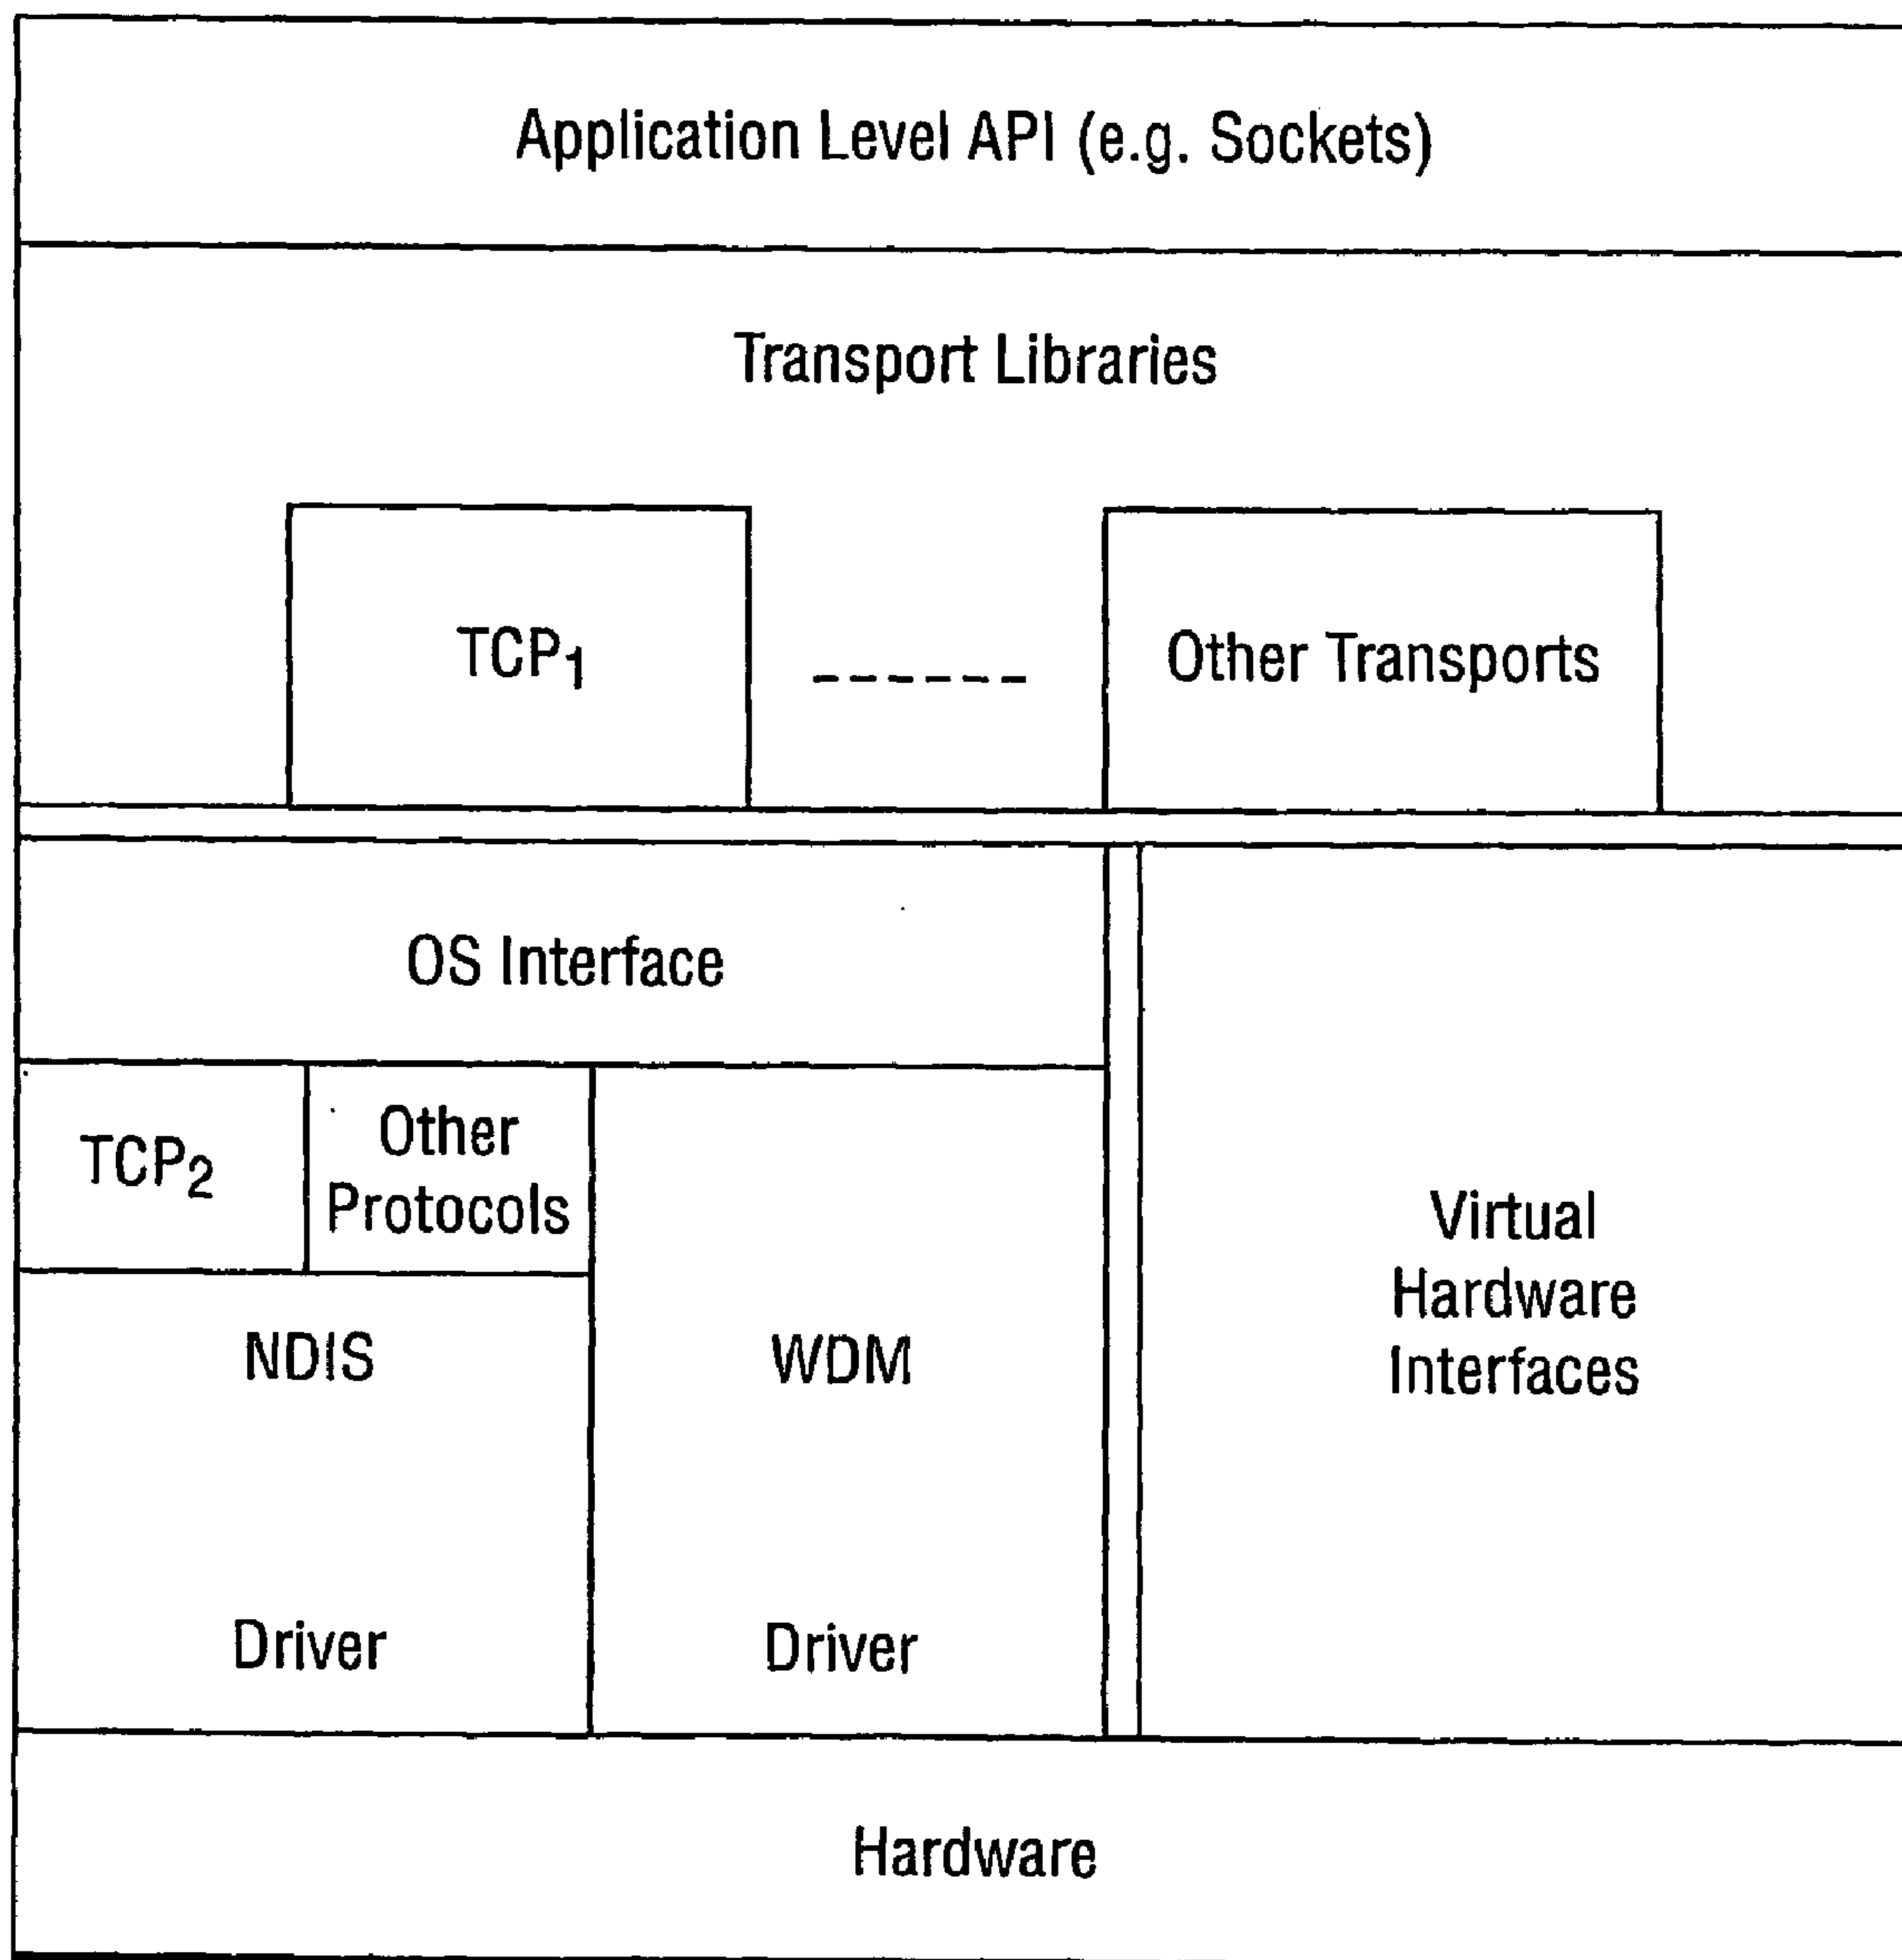 Application Level API (e.g. Sockets)
Transport Libraries
TCP₁
Other Transports
OS Interface
TCP₂
Other
Protocols
NDIS
Driver
WDM
Driver
Virtual
Hardware
Interfaces
Hardware